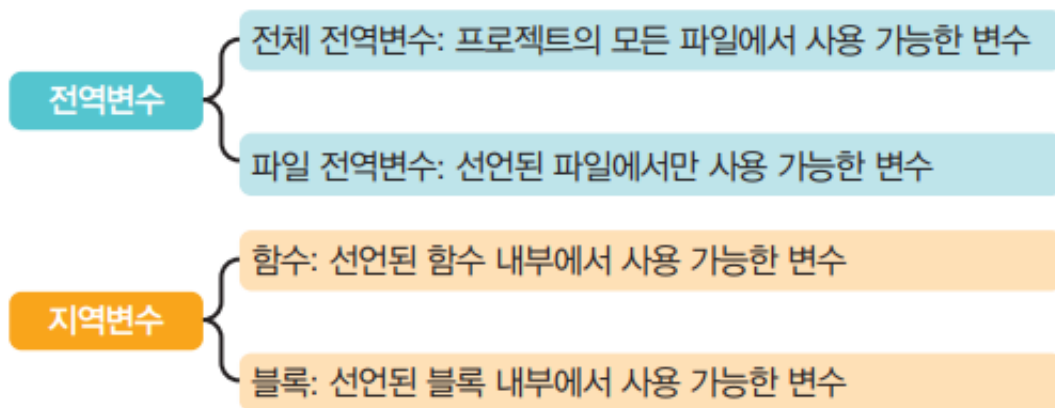 전역변수
전체 전역변수: 프로젝트의 모든 파일에서 사용 가능한 변수
파일 전역변수: 선언된 파일에서만 사용 가능한 변수
지역변수
함수: 선언된 함수 내부에서 사용 가능한 변수
블록: 선언된 블록 내부에서 사용 가능한 변수